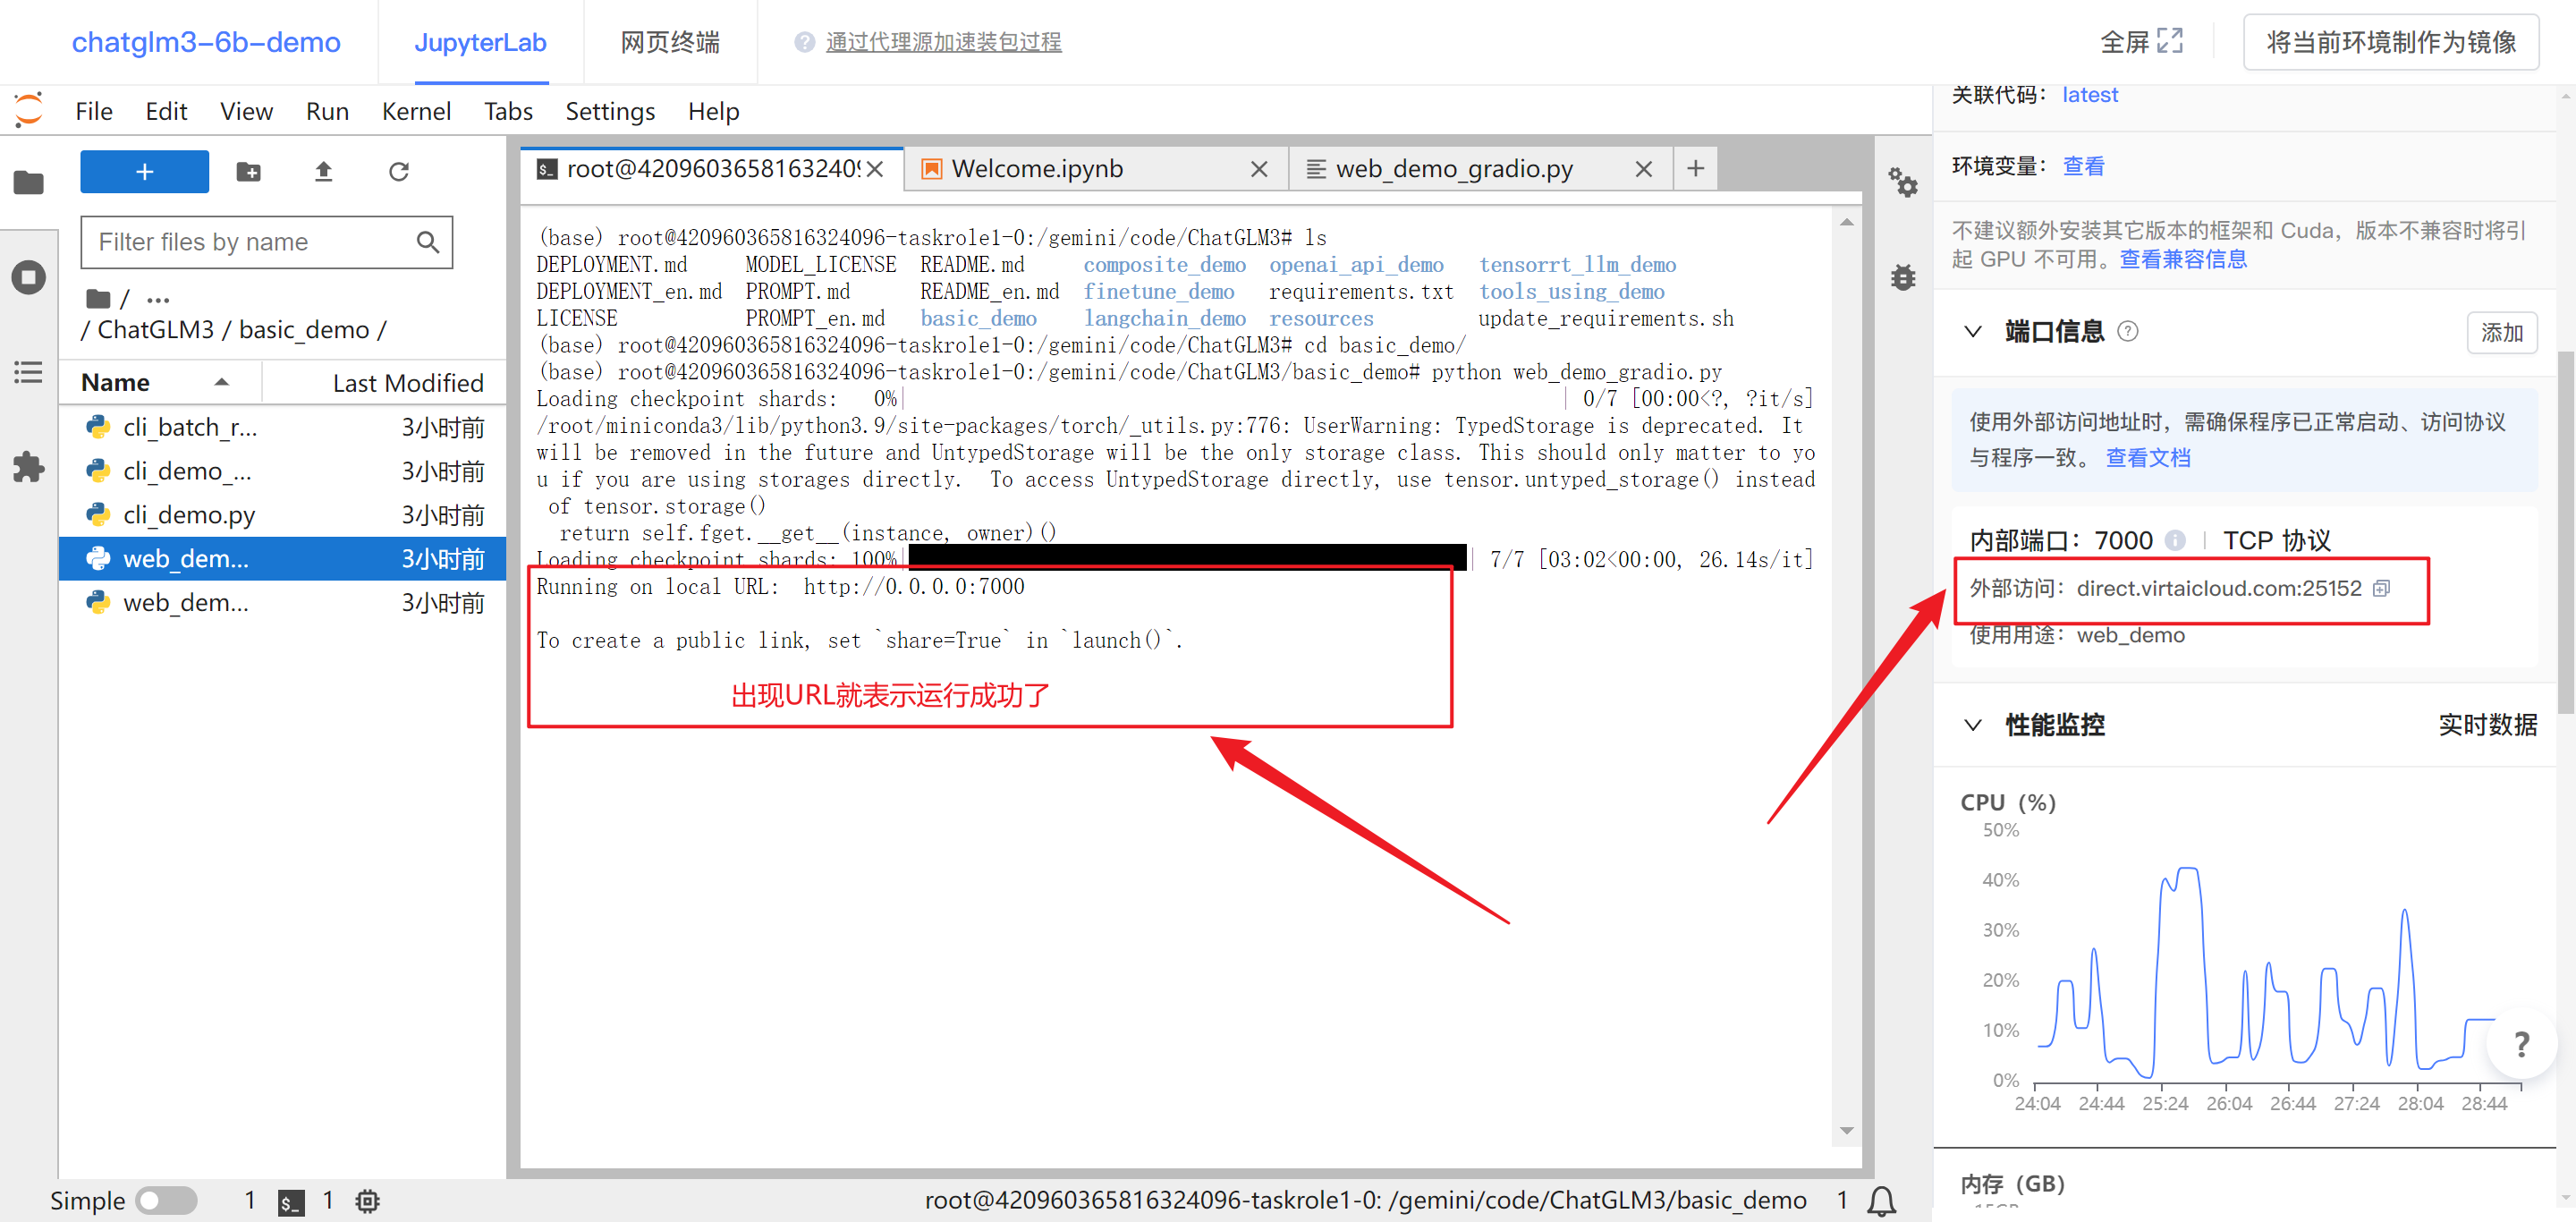 chatglm3-6b-demo JupyterLab 网页终端 通过代理源加速装包过程 全屏 将当前环境制作为镜像
File Edit View Run Kernel Tabs Settings Help
Filter files by name
/ ···
/ ChatGLM3 / basic_demo /
Name Last Modified
cli_batch_r... 3小时前
cli_demo_... 3小时前
cli_demo.py 3小时前
web_dem... 3小时前
web_dem... 3小时前
root@42096036581632409 Welcome.ipynb web_demo_gradio.py
(base) root@420960365816324096-taskrole1-0:/gemini/code/ChatGLM3# ls
DEPLOYMENT.md MODEL_LICENSE README.md composite_demo openai_api_demo tensorrt_llm_demo
DEPLOYMENT_en.md PROMPT.md README_en.md finetune_demo requirements.txt tools_using_demo
LICENSE PROMPT_en.md basic_demo langchain_demo resources update_requirements.sh
(base) root@420960365816324096-taskrole1-0:/gemini/code/ChatGLM3# cd basic_demo/
(base) root@420960365816324096-taskrole1-0:/gemini/code/ChatGLM3/basic_demo# python web_demo_gradio.py
Loading checkpoint shards: 0%| | 0/7 [00:00<?, ?it/s]
/root/miniconda3/lib/python3.9/site-packages/torch/_utils.py:776: UserWarning: TypedStorage is deprecated. It
will be removed in the future and UntypedStorage will be the only storage class. This should only matter to yo
u if you are using storages directly. To access UntypedStorage directly, use tensor.untyped_storage() instead
of tensor.storage()
return self.fget.__get__(instance, owner)()
Loading checkpoint shards: 100%| | 7/7 [03:02<00:00, 26.14s/it]
Running on local URL: http://0.0.0.0:7000
To create a public link, set `share=True` in `launch()`.
出现URL就表示运行成功了
关联代码： latest
环境变量： 查看
不建议额外安装其它版本的框架和 Cuda，版本不兼容时将引
起 GPU 不可用。查看兼容信息
端口信息 添加
使用外部访问地址时，需确保程序已正常启动、访问协议
与程序一致。 查看文档
内部端口：7000 | TCP 协议
外部访问：direct.virtaicloud.com:25152
使用用途：web_demo
性能监控 实时数据
CPU（%）
50%
40%
30%
20%
10%
0%
24:04 24:44 25:24 26:04 26:44 27:24 28:04 28:44
?
内存（GB）
Simple 1 1 root@420960365816324096-taskrole1-0: /gemini/code/ChatGLM3/basic_demo 1